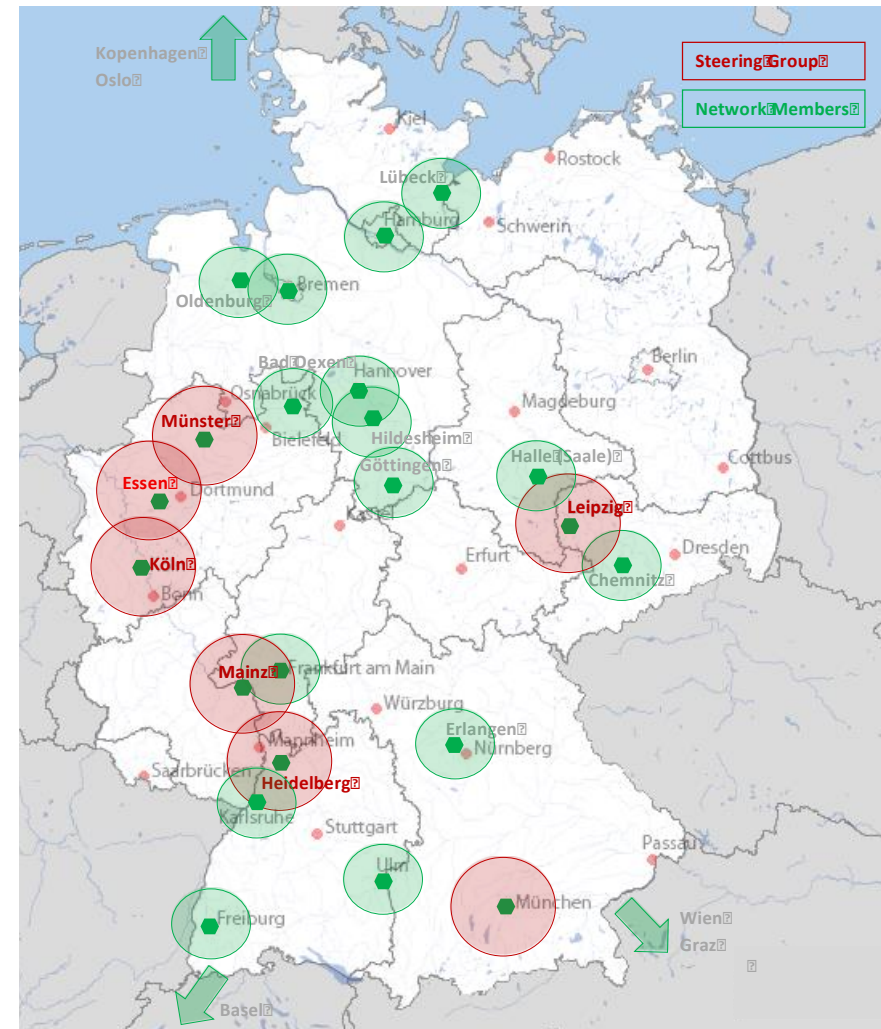 Kopenhagen
Oslo
Steering Group
Network Members
Kiel
Rostock
Lübeck
Hamburg
Schwerin
Bremen
Oldenburg
Bad Oexen
Hannover
Berlin
Osnabrück
Münster
Magdeburg
Bielefeld
Hildesheim
Göttingen
Halle (Saale)
Cottbus
Essen
Dortmund
Leipzig
Kassel
Köln
Erfurt
Dresden
Chemnitz
Bonn
Mainz
Frankfurt am Main
Würzburg
Erlangen
Mannheim
Nürnberg
Saarbrücken
Heidelberg
Karlsruhe
Stuttgart
Passau
Ulm
München
Freiburg
Wien
Graz
Basel